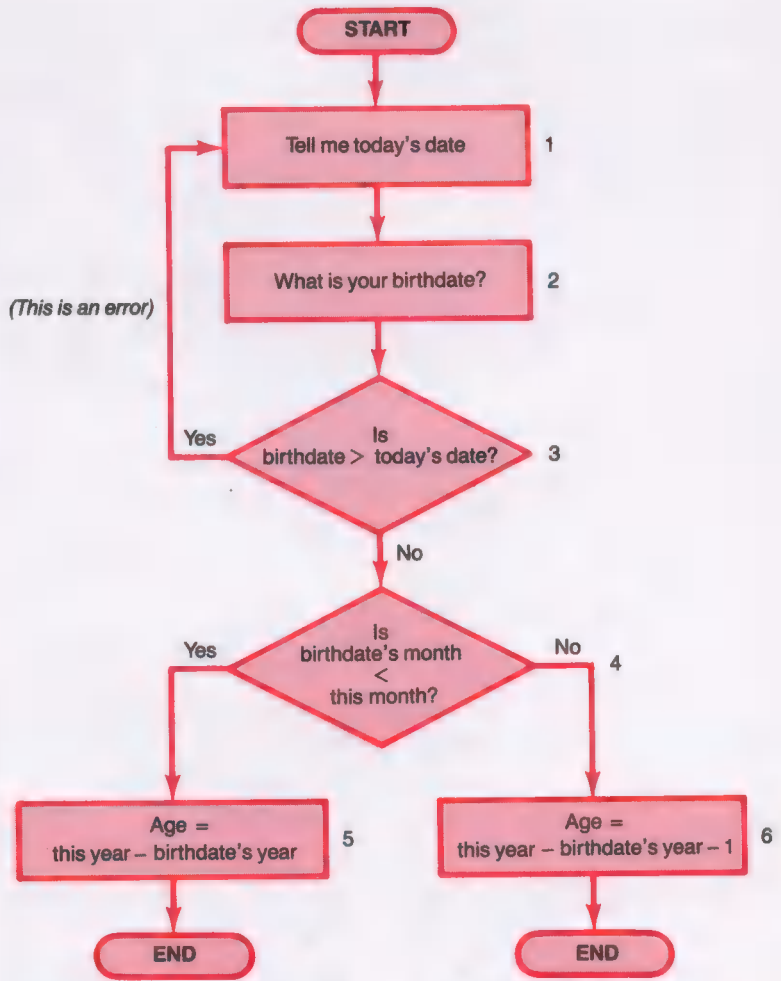 START
Tell me today's date
1
What is your birthdate?
2
(This is an error)
Yes
Is
birthdate > today's date?
3
No
Is
birthdate's month
<
this month?
Yes
No
4
Age =
this year – birthdate's year
5
Age =
this year – birthdate's year – 1
6
END
END